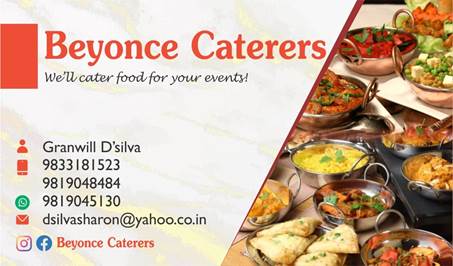 Beyonce Caterers
We'll cater food for your events!
Granwill D'silva
9833181523
9819048484
9819045130
dsilvasharon@yahoo.co.in
Beyonce Caterers